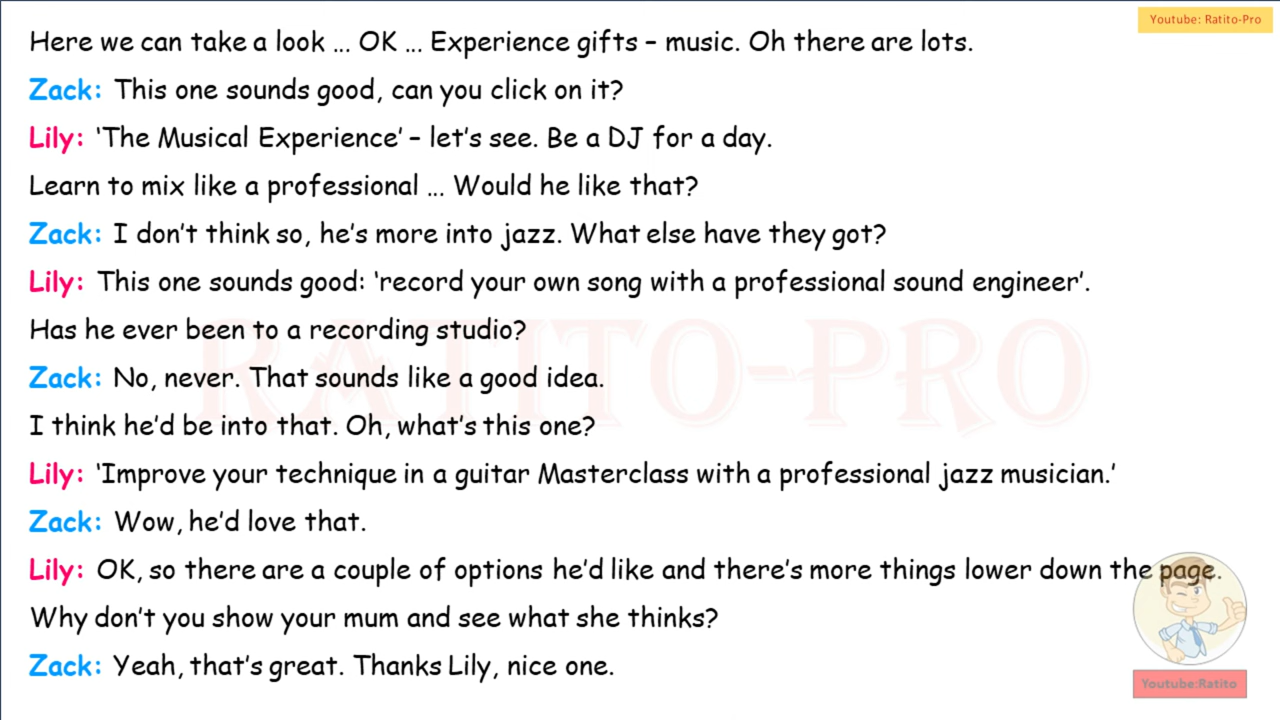 Youtube: Ratito-Pro
Here we can take a look ... OK ... Experience gifts – music. Oh there are lots.
Zack: This one sounds good, can you click on it?
Lily: ‘The Musical Experience’ – let’s see. Be a DJ for a day.
Learn to mix like a professional ... Would he like that?
Zack: I don’t think so, he’s more into jazz. What else have they got?
Lily: This one sounds good: ‘record your own song with a professional sound engineer’.
Has he ever been to a recording studio?
RATITO-PRO
Zack: No, never. That sounds like a good idea.
I think he’d be into that. Oh, what’s this one?
Lily: ‘Improve your technique in a guitar Masterclass with a professional jazz musician.’
Zack: Wow, he’d love that.
Lily: OK, so there are a couple of options he’d like and there’s more things lower down the page.
Why don’t you show your mum and see what she thinks?
Zack: Yeah, that’s great. Thanks Lily, nice one.
Youtube:Ratito